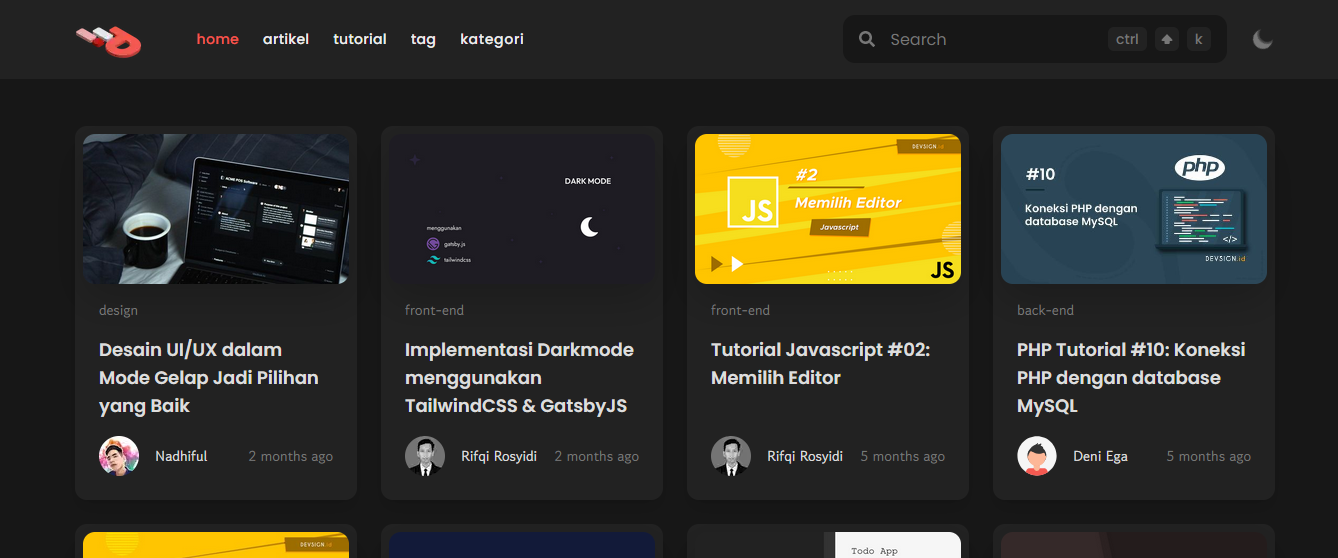 home artikel tutorial tag kategori
Search ctrl k
ACME POS Software
DARK MODE
menggunakan
gatsby.js
tailwindcss
DEVSIGN.id
#2
Memilih Editor
Javascript
JS
JS
#10
php
Koneksi PHP dengan
database MySQL
</>
DEVSIGN.id
design
Desain UI/UX dalam
Mode Gelap Jadi Pilihan
yang Baik
Nadhiful 2 months ago
front-end
Implementasi Darkmode
menggunakan
TailwindCSS & GatsbyJS
Rifqi Rosyidi 2 months ago
front-end
Tutorial Javascript #02:
Memilih Editor
Rifqi Rosyidi 5 months ago
back-end
PHP Tutorial #10: Koneksi
PHP dengan database
MySQL
Deni Ega 5 months ago
DEVSIGN.id
Todo App